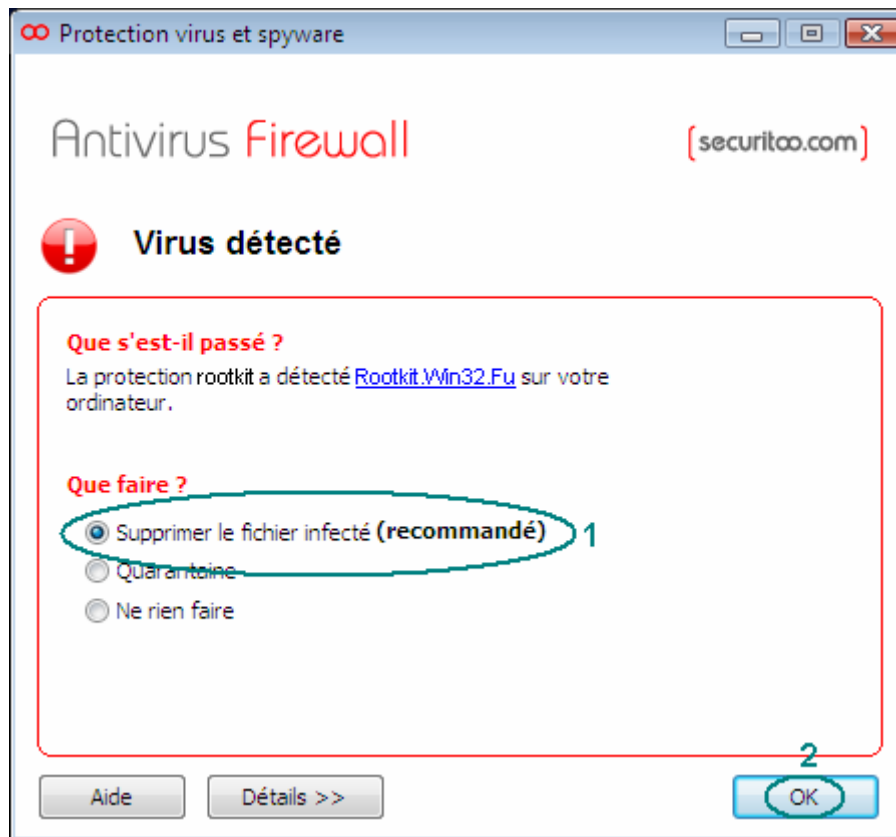 Protection virus et spyware
Antivirus Firewall
[securitoo.com]
Virus détecté
Que s'est-il passé ?
La protection rootkit a détecté Rootkit.Win32.Fu sur votre
ordinateur.
Que faire ?
Supprimer le fichier infecté (recommandé) 1
Quarantaine
Ne rien faire
2
Aide Détails >> OK